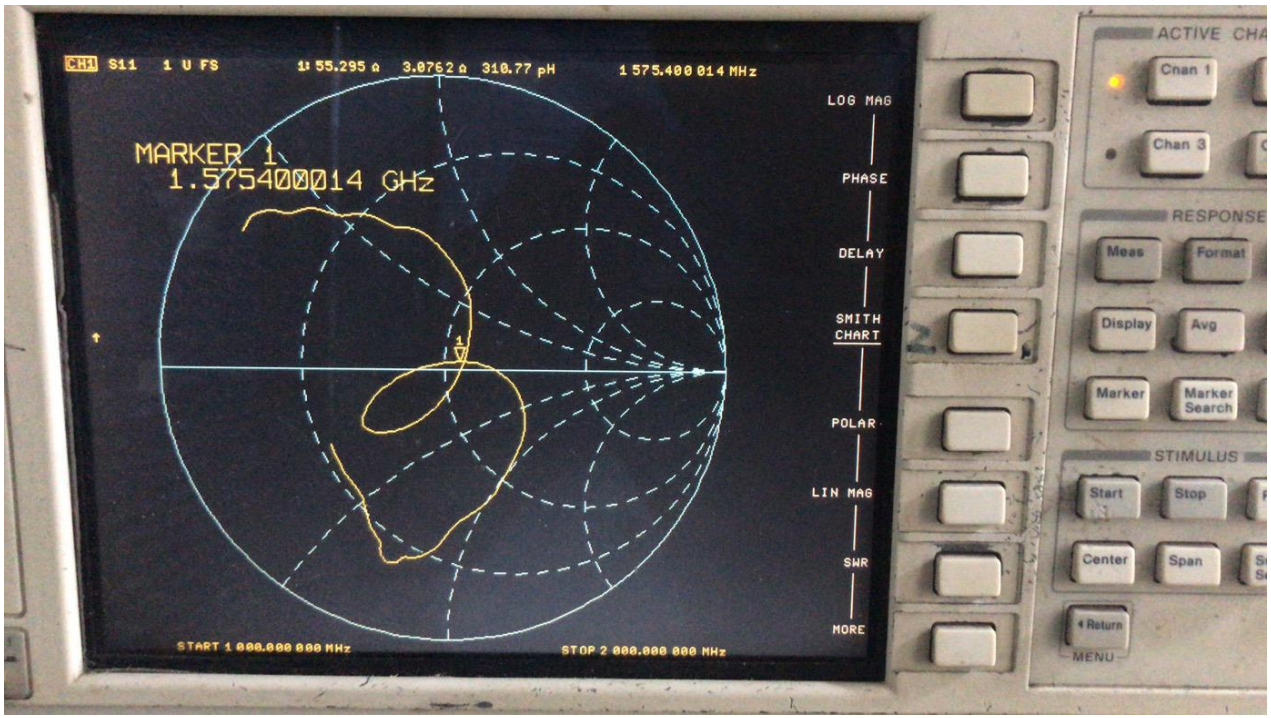 CH1 S11 1 U FS 1: 55.295 Ω 3.0762 Ω 310.77 pH 1 575.400 014 MHz
MARKER 1
1.575400014 GHz
1
START 1 000.000 000 MHz STOP 2 000.000 000 MHz
LOG MAG
PHASE
DELAY
SMITH
CHART
POLAR
LIN MAG
SWR
MORE
ACTIVE
Chan 1
Chan 3
RESPONSE
Meas Format
Display Avg
Marker Marker
Search
STIMULUS
Start Stop
Center Span
Return
MENU